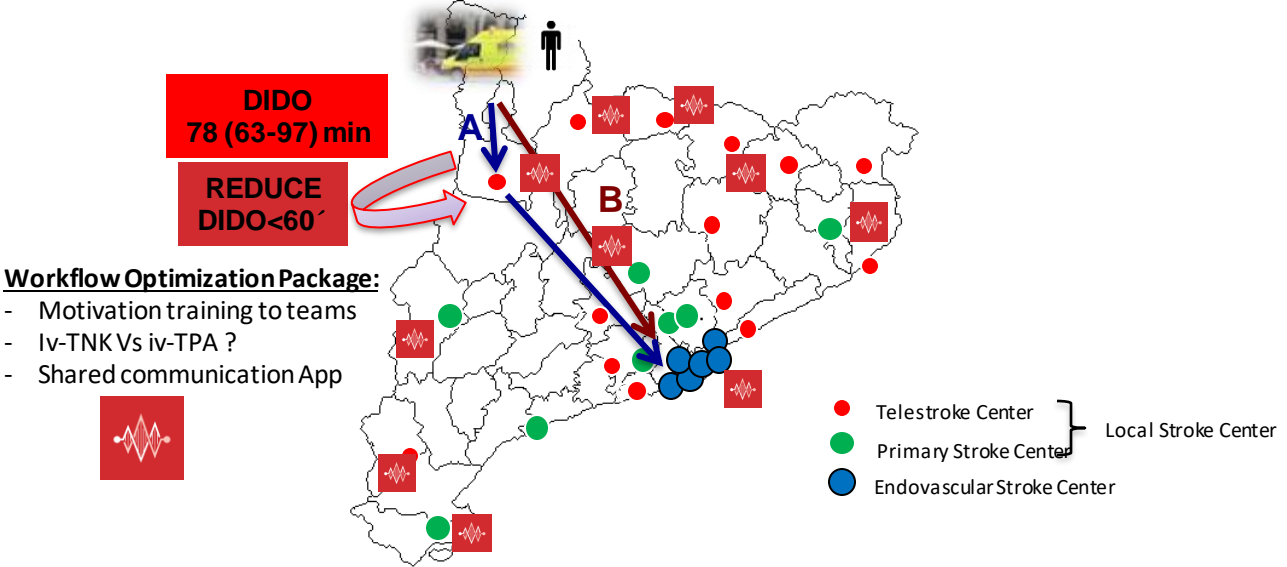 DIDO
78 (63-97) min
REDUCE
DIDO<60´
A
B
Workflow Optimization Package:
- Motivation training to teams
- Iv-TNK Vs iv-TPA ?
- Shared communication App
Telestroke Center
Primary Stroke Center
Local Stroke Center
Endovascular Stroke Center